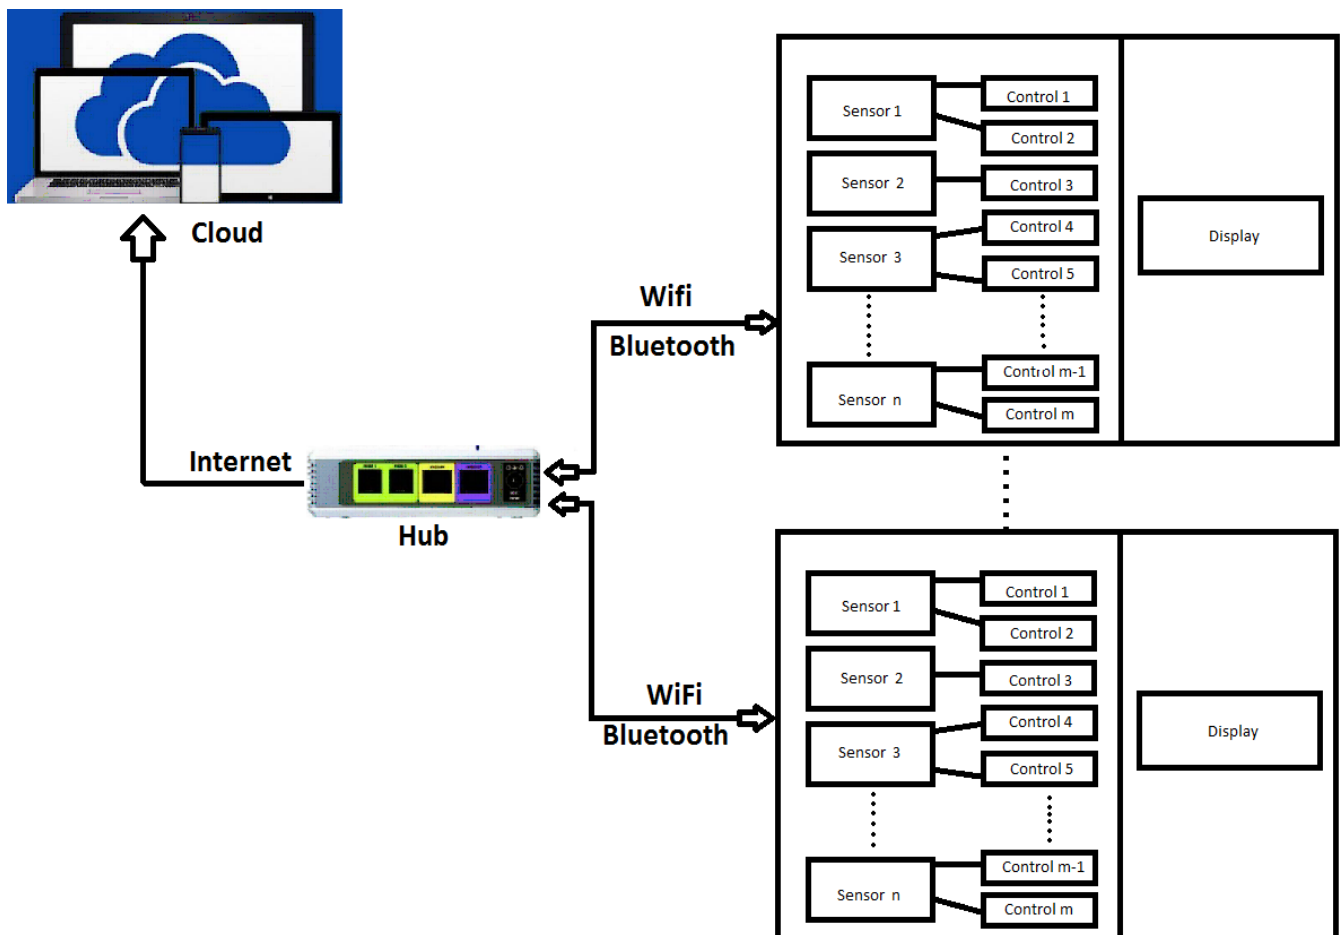 Cloud
Internet
Hub
Wifi
Bluetooth
Sensor 1
Control 1
Control 2
Sensor 2
Control 3
Sensor 3
Control 4
Control 5
Sensor n
Control m-1
Control m
Display
WiFi
Bluetooth
Sensor 1
Control 1
Control 2
Sensor 2
Control 3
Sensor 3
Control 4
Control 5
Sensor n
Control m-1
Control m
Display